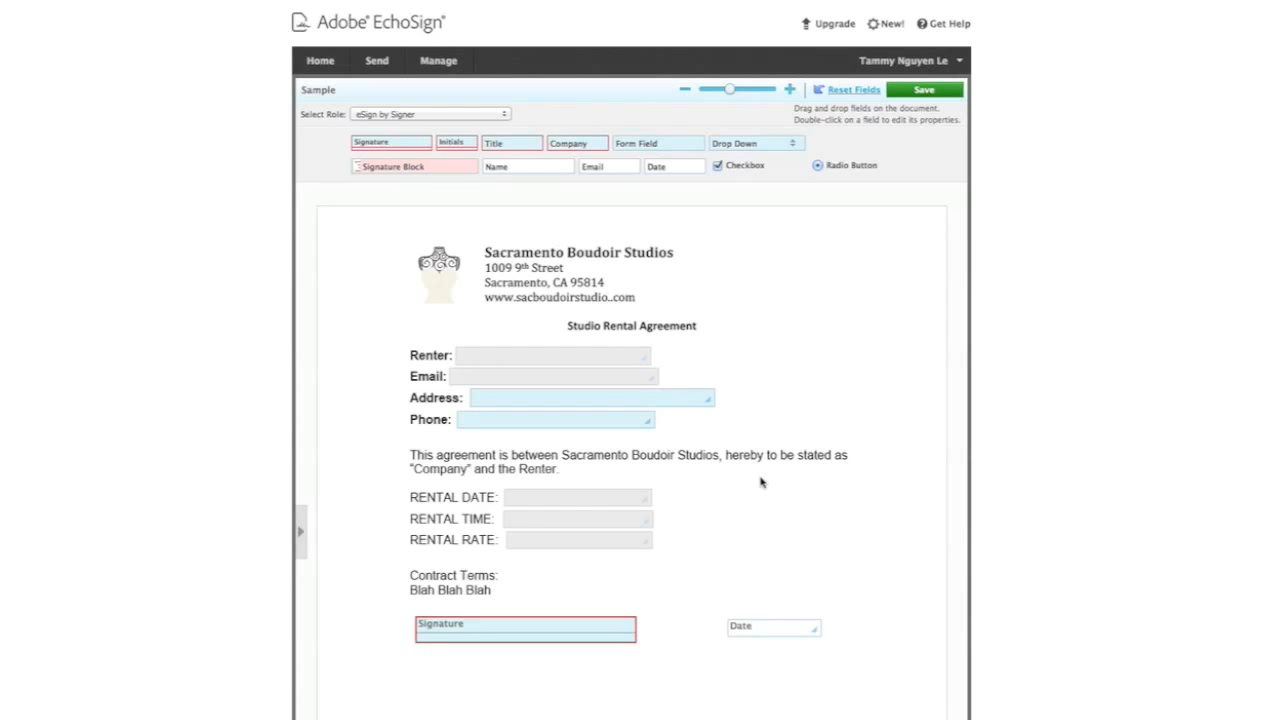 Adobe® EchoSign®
Upgrade New! Get Help
Home Send Manage Tammy Nguyen Le
Sample Reset Fields Save
Select Role: eSign by Signer
Drag and drop fields on the document.
Double-click on a field to edit its properties.
Signature Initials Title Company Form Field Drop Down
Signature Block Name Email Date Checkbox Radio Button
Sacramento Boudoir Studios
1009 9th Street
Sacramento, CA 95814
www.sacboudoirstudio..com
Studio Rental Agreement
Renter:
Email:
Address:
Phone:
This agreement is between Sacramento Boudoir Studios, hereby to be stated as
"Company" and the Renter.
RENTAL DATE:
RENTAL TIME:
RENTAL RATE:
Contract Terms:
Blah Blah Blah
Signature Date